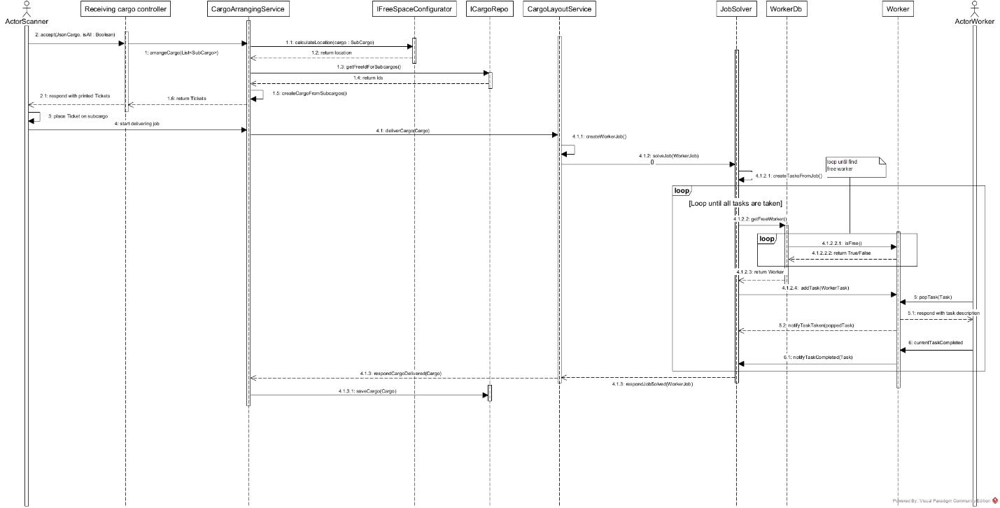 Receiving cargo controller
CargoArrangingService
IFreeSpaceConfigurator
ICargoRepo
CargoLayoutService
JobSolver
WorkerDb
Worker
ActorScanner
ActorWorker
2: accept(JsonCargo, isAll : Boolean)
1: arrangeCargo(List<SubCargo>)
1.1: calculateLocation(cargo : SubCargo)
1.2: return location
1.3: getFreeIdForSubcargos()
1.4: return Ids
1.5: createCargoFromSubcargos()
2.1: respond with printed Tickets
1.6: return Tickets
3: place Ticket on subcargo
4: start delivering job
4.1: deliverCargo(Cargo)
4.1.1: createWorkerJob()
4.1.2: solveJob(WorkerJob)
{}
loop until find
free worker
4.1.2.1: createTasksFromJob()
loop
[Loop until all tasks are taken]
4.1.2.2: getFreeWorker()
loop
4.1.2.2.1: isFree()
4.1.2.2.2: return True/False
4.1.2.3: return Worker
4.1.2.4: addTask(WorkerTask)
5: popTask(Task)
5.1: respond with task description
5.2: notifyTaskTaken(poppedTask)
6: currentTaskCompleted
6.1: notifyTaskCompleted(Task)
4.1.3: respondCargoDelivered(Cargo)
4.1.3: respondJobSolved(WorkerJob)
4.1.3.1: saveCargo(Cargo)
Powered By: Visual Paradigm Community Edition